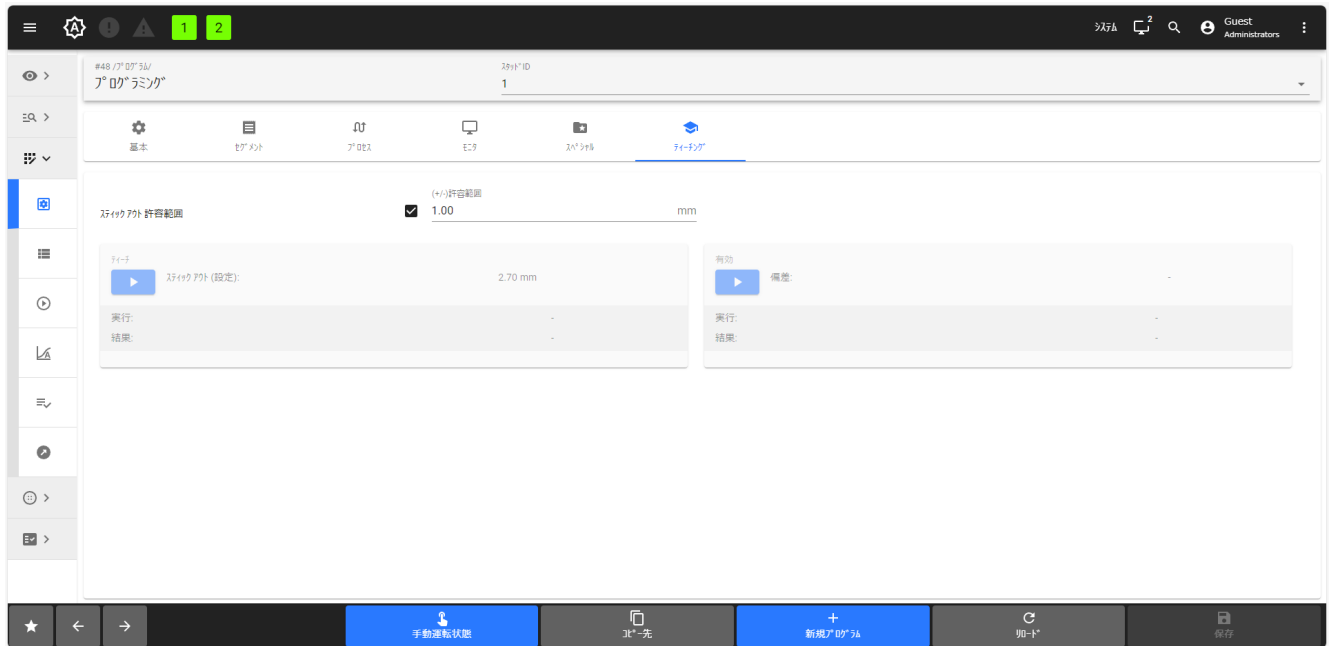 1 2
ｼｽﾃﾑ
2
Guest
Administrators
#48 /ﾌﾟﾛｸﾞﾗﾑ/
ﾌﾟﾛｸﾞﾗﾐﾝｸﾞ
ｽﾀｯﾄﾞID
1
基本
ｾｸﾞﾒﾝﾄ
ﾌﾟﾛｾｽ
ﾓﾆﾀ
ｽﾍﾟｼｬﾙ
ﾃｨｰﾁﾝｸﾞ
(+/-)許容範囲
ｽﾃｨｯｸ ｱｳﾄ 許容範囲
1.00 mm
ﾃｨｰﾁ
ｽﾃｨｯｸ ｱｳﾄ (設定): 2.70 mm
実行: -
結果: -
有効
偏差: -
実行: -
結果: -
手動運転状態
ｺﾋﾟｰ先
新規ﾌﾟﾛｸﾞﾗﾑ
ﾘﾛｰﾄﾞ
保存